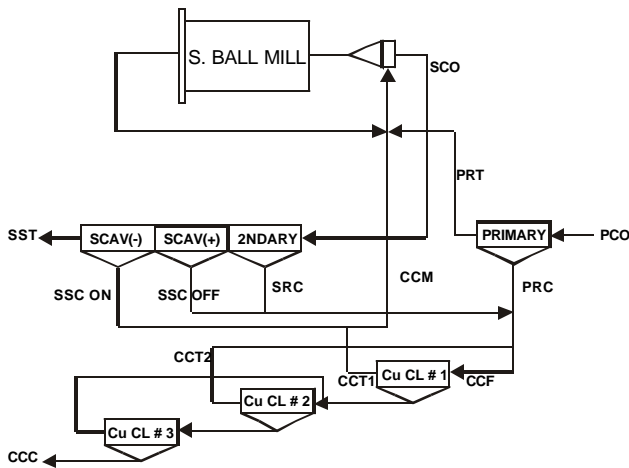 S. BALL MILL
SCO
PRT
SST
SCAV(-)
SCAV(+)
2NDARY
PRIMARY
PCO
SSC ON
SSC OFF
SRC
CCM
PRC
CCT2
CCT1
Cu CL # 1
CCF
Cu CL # 2
Cu CL # 3
CCC